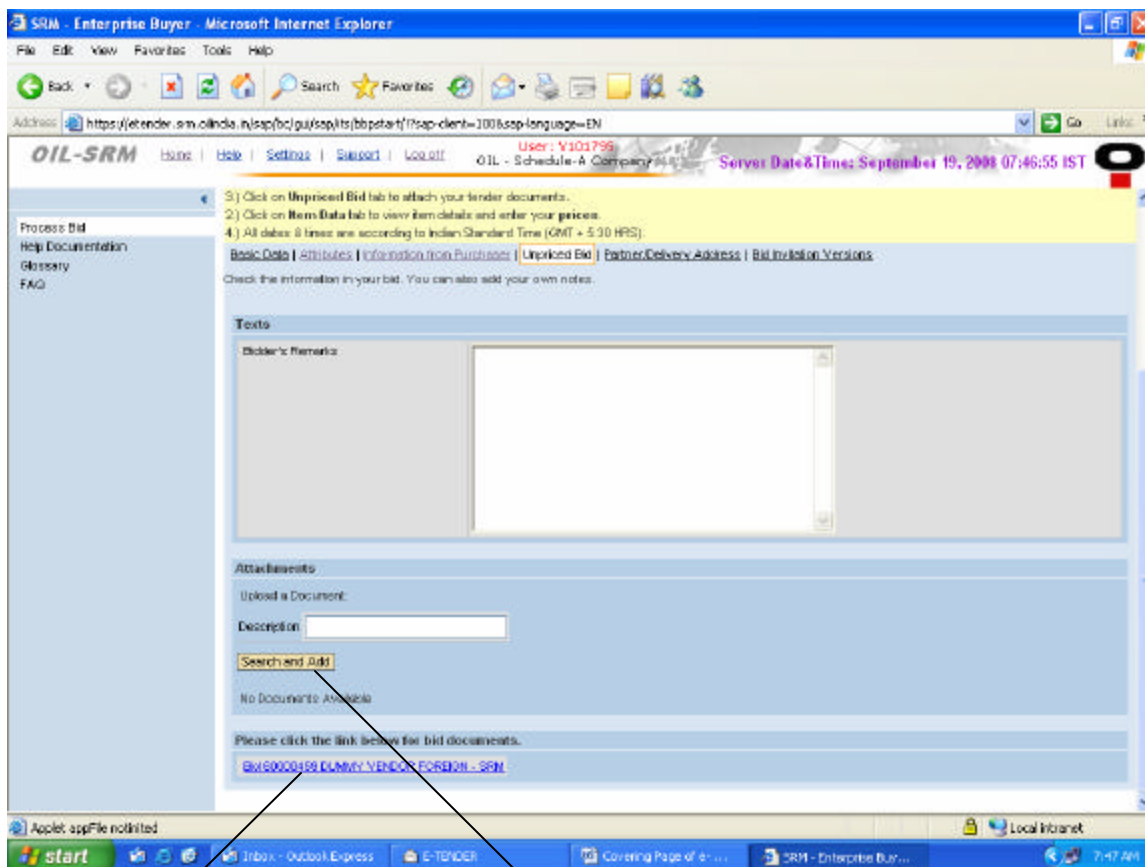 SRM - Enterprise Buyer - Microsoft Internet Explorer
File Edit View Favorites Tools Help
Back Search Favorites
Address https://etender.srm.oilindia.in/sap/bc/gui/sap/its/bbpstart/!?sap-client=100&sap-language=EN Go Links
OIL-SRM Home | Help | Settings | Support | Log off User: V101795
OIL - Schedule-A Company Server Date&Time: September 19, 2008 07:46:55 IST
Process Bid
Help Documentation
Glossary
FAQ
3.) Click on Unpriced Bid tab to attach your tender documents.
2.) Click on Item Data tab to view item details and enter your prices.
4.) All dates & times are according to Indian Standard Time (GMT + 5:30 HRS).
Basic Data | Attributes | Information from Purchaser | Unpriced Bid | Partner/Delivery Address | Bid Invitation Versions
Check the information in your bid. You can also add your own notes.
Texts
Bidder's Remarks
Attachments
Upload a Document:
Description
Search and Add
No Documents Available
Please click the link below for bid documents.
Bid 60000459 DUMMY VENDOR FOREIGN - SRM
Applet appFile notinited Local intranet
start Inbox - Outlook Express E-TENDER Covering Page of e-... SRM - Enterprise Buy... 7:47 AM